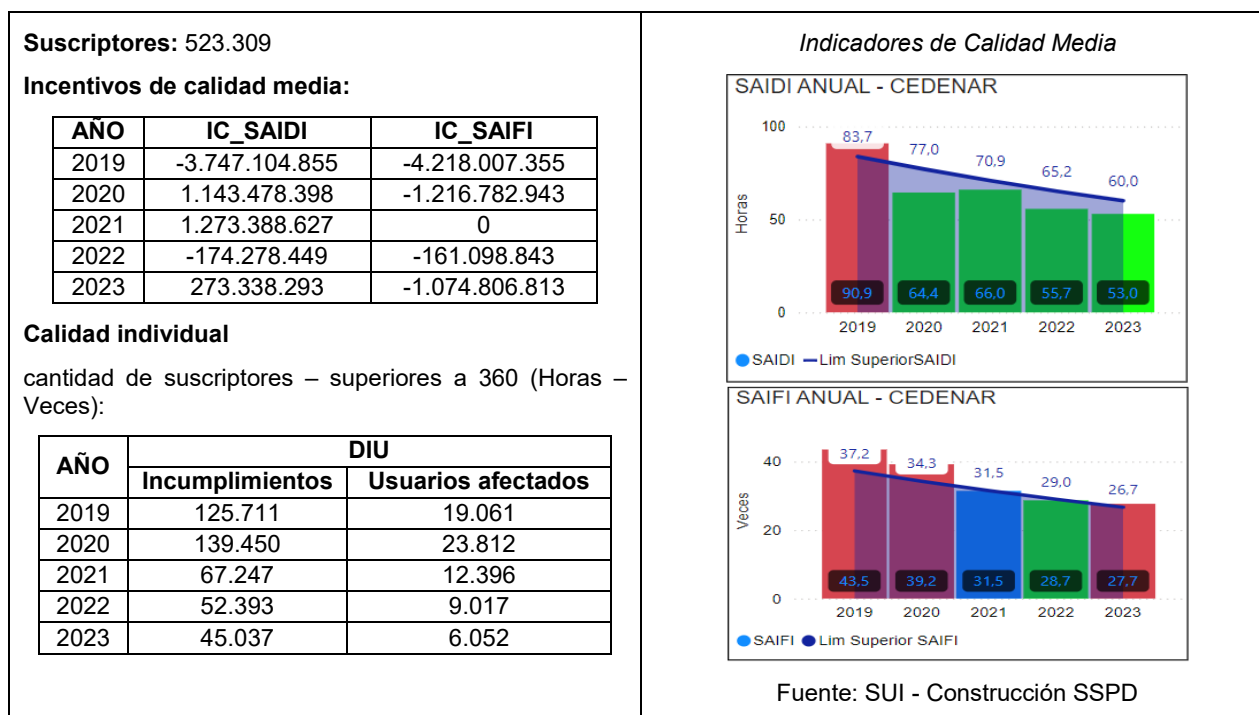 Suscriptores: 523.309
Incentivos de calidad media:
AÑO IC_SAIDI IC_SAIFI
2019 -3.747.104.855 -4.218.007.355
2020 1.143.478.398 -1.216.782.943
2021 1.273.388.627 0
2022 -174.278.449 -161.098.843
2023 273.338.293 -1.074.806.813
Calidad individual
cantidad de suscriptores – superiores a 360 (Horas –
Veces):
AÑO DIU
Incumplimientos Usuarios afectados
2019 125.711 19.061
2020 139.450 23.812
2021 67.247 12.396
2022 52.393 9.017
2023 45.037 6.052
Indicadores de Calidad Media
SAIDI ANUAL - CEDENAR
100
50
0
Horas
83,7 77,0 70,9 65,2 60,0
90,9 64,4 66,0 55,7 53,0
2019 2020 2021 2022 2023
SAIDI Lim SuperiorSAIDI
SAIFI ANUAL - CEDENAR
40
20
0
Veces
37,2 34,3 31,5 29,0 26,7
43,5 39,2 31,5 28,7 27,7
2019 2020 2021 2022 2023
SAIFI Lim Superior SAIFI
Fuente: SUI - Construcción SSPD